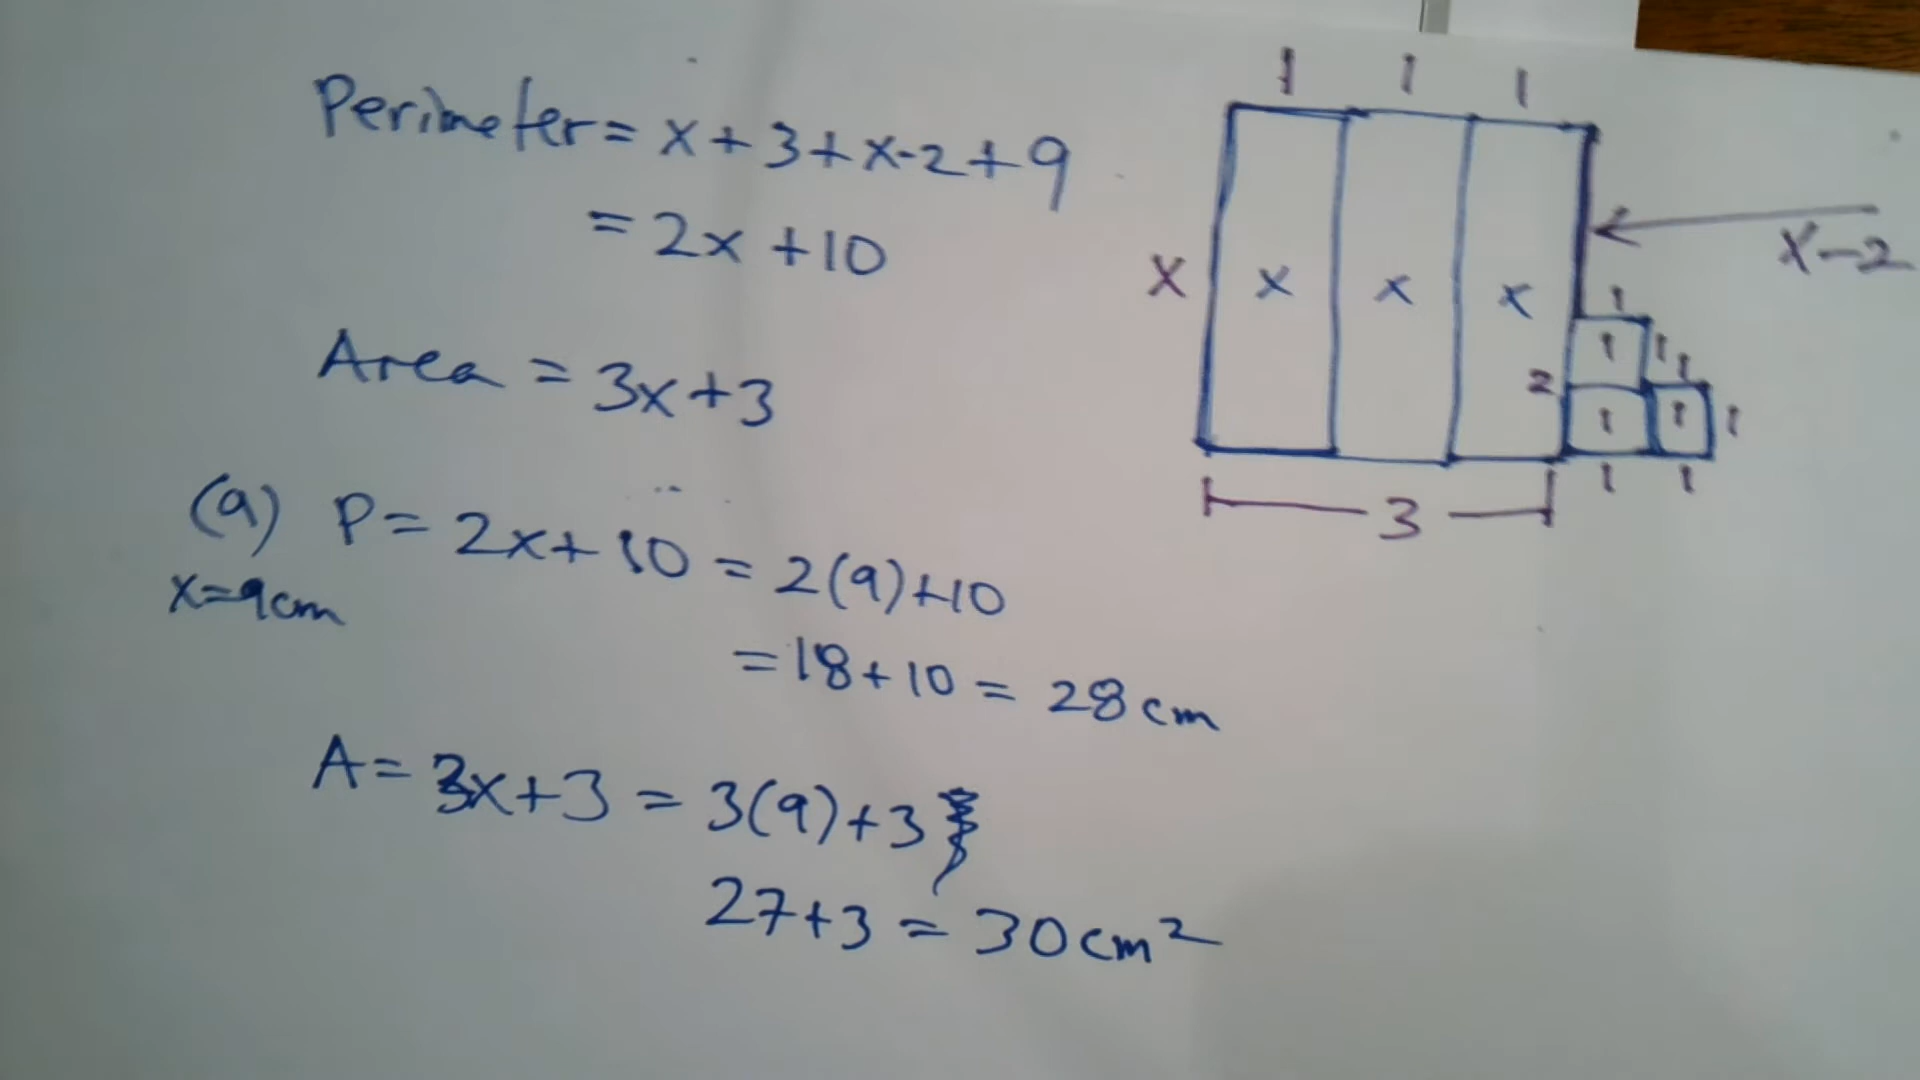 Perimeter = x + 3 + x - 2 + 9
= 2x + 10
Area = 3x + 3
(a) P = 2x + 10 = 2(9) + 10
x = 9cm
= 18 + 10 = 28 cm
A = 3x + 3 = 3(9) + 3
27 + 3 = 30 cm²
1 1 1
x - 2
x x x x
1
1 1 1
2
1 1 1
1 1
3